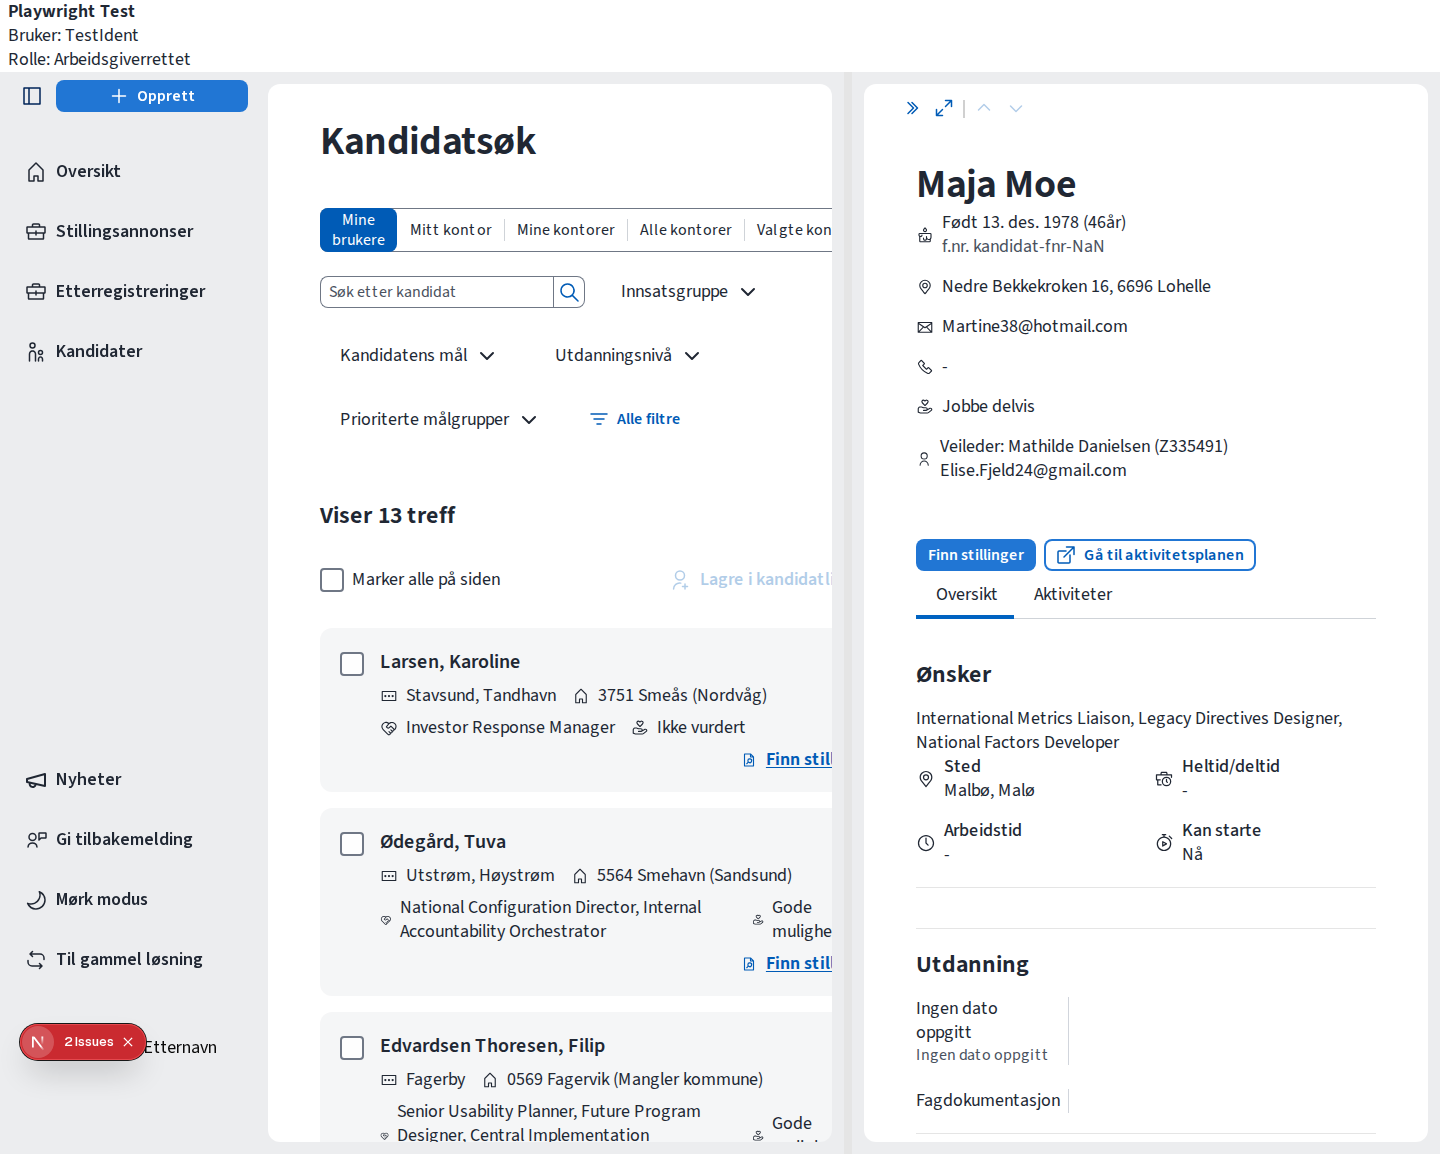 Playwright Test
Bruker: TestIdent
Rolle: Arbeidsgiverrettet
Opprett
Oversikt
Stillingsannonser
Etterregistreringer
Kandidater
Nyheter
Gi tilbakemelding
Mørk modus
Til gammel løsning
2 Issues
Etternavn
Kandidatsøk
Mine
brukere
Mitt kontor
Mine kontorer
Alle kontorer
Valgte kon
Søk etter kandidat
Innsatsgruppe
Kandidatens mål
Utdanningsnivå
Prioriterte målgrupper
Alle filtre
Viser 13 treff
Marker alle på siden
Lagre i kandidatli
Larsen, Karoline
Stavsund, Tandhavn
3751 Smeås (Nordvåg)
Investor Response Manager
Ikke vurdert
Finn still
Ødegård, Tuva
Utstrøm, Høystrøm
5564 Smehavn (Sandsund)
National Configuration Director, Internal
Accountability Orchestrator
Gode
mulighe
Finn still
Edvardsen Thoresen, Filip
Fagerby
0569 Fagervik (Mangler kommune)
Senior Usability Planner, Future Program
Designer, Central Implementation
Gode
Maja Moe
Født 13. des. 1978 (46år)
f.nr. kandidat-fnr-NaN
Nedre Bekkekroken 16, 6696 Lohelle
Martine38@hotmail.com
-
Jobbe delvis
Veileder: Mathilde Danielsen (Z335491)
Elise.Fjeld24@gmail.com
Finn stillinger
Gå til aktivitetsplanen
Oversikt
Aktiviteter
Ønsker
International Metrics Liaison, Legacy Directives Designer,
National Factors Developer
Sted
Malbø, Malø
Heltid/deltid
-
Arbeidstid
-
Kan starte
Nå
Utdanning
Ingen dato
oppgitt
Ingen dato oppgitt
Fagdokumentasjon